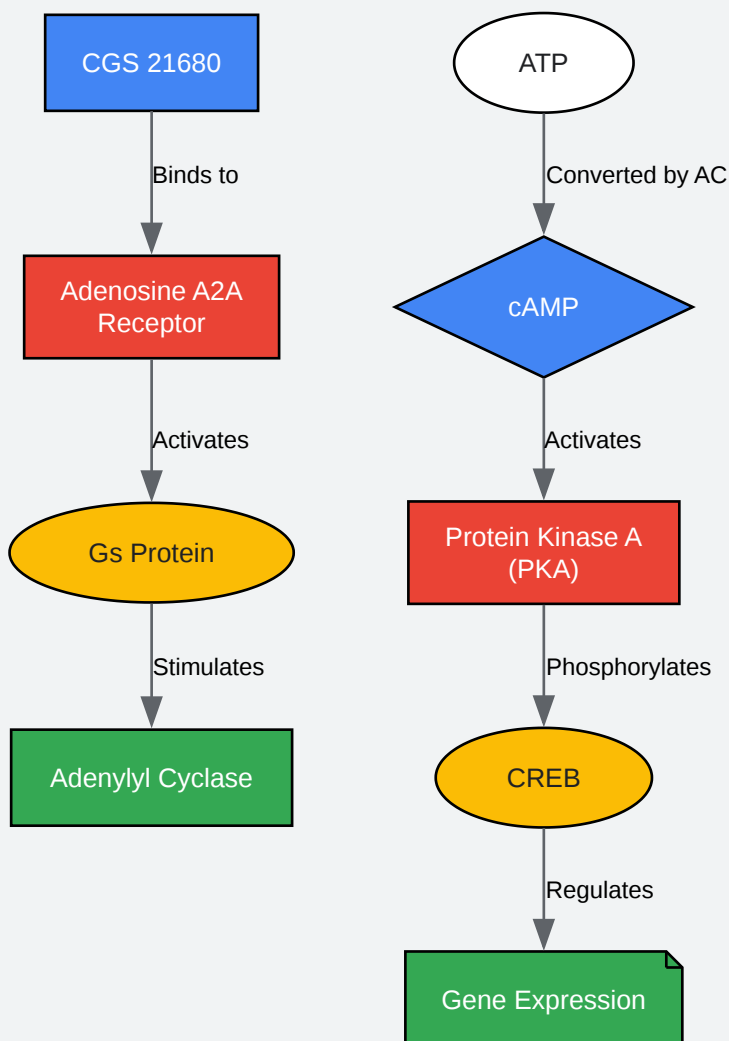 CGS 21680
Binds to
Adenosine A2A
Receptor
Activates
Gs Protein
Stimulates
Adenylyl Cyclase
ATP
Converted by AC
cAMP
Activates
Protein Kinase A
(PKA)
Phosphorylates
CREB
Regulates
Gene Expression